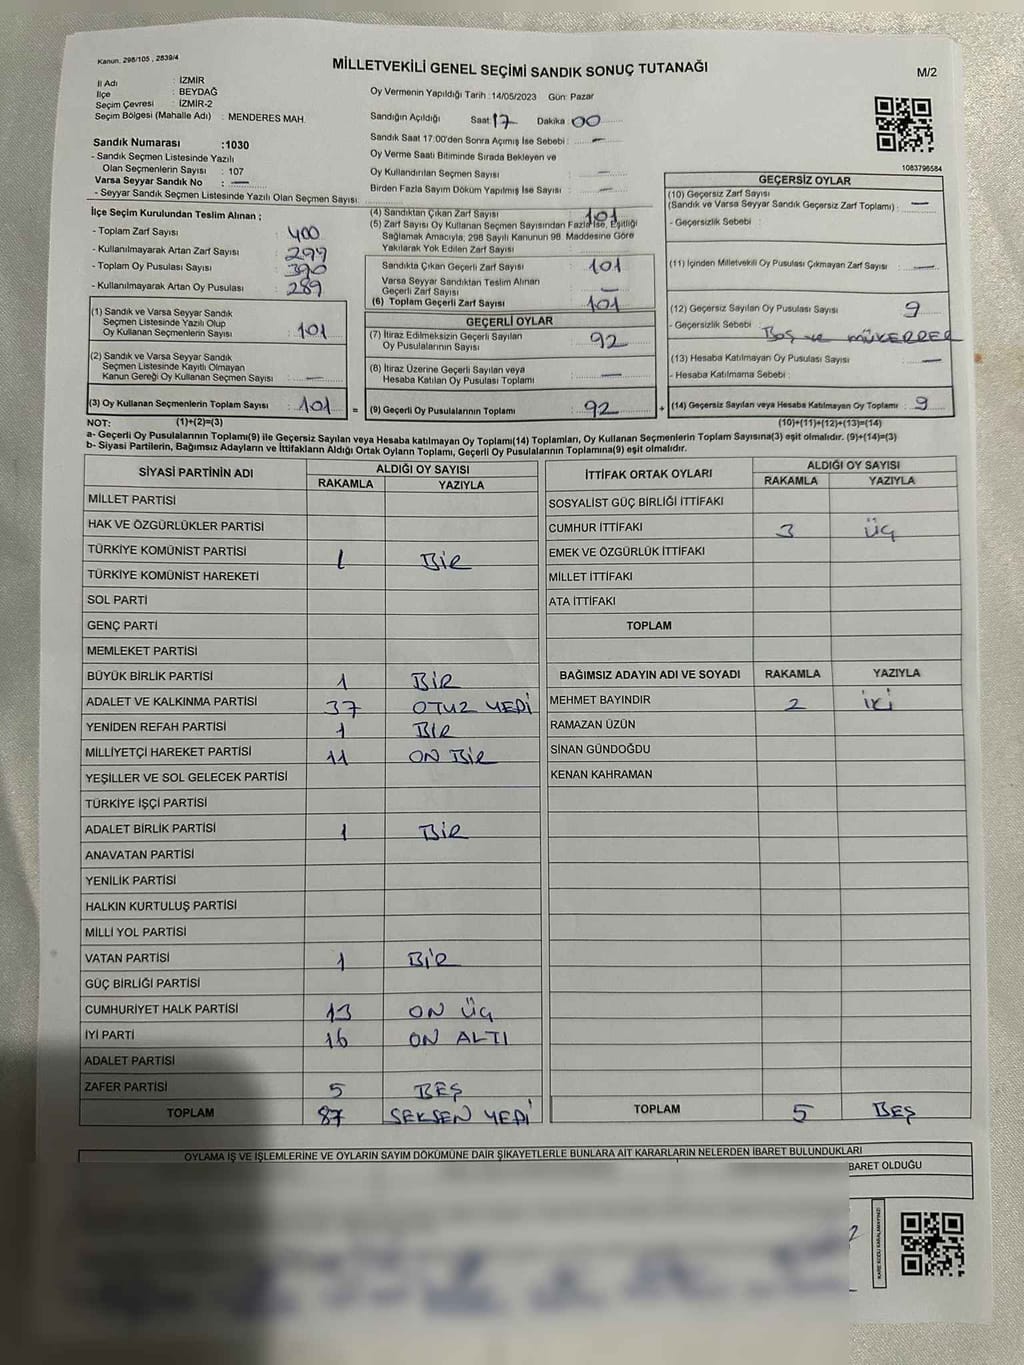 Kanun. 298/105 , 2839/4
MİLLETVEKİLİ GENEL SEÇİMİ SANDIK SONUÇ TUTANAĞI
M/2
İl Adı : İZMİR
İlçe : BEYDAĞ
Seçim Çevresi : İZMİR-2
Seçim Bölgesi (Mahalle Adı) : MENDERES MAH.
Oy Vermenin Yapıldığı Tarih :14/05/2023 Gün: Pazar
Sandığın Açıldığı Saat: 17 Dakika: 00
Sandık Saat 17:00'den Sonra Açımış İse Sebebi : —
Oy Verme Saati Bitiminde Sırada Bekleyen ve
Oy Kullandırılan Seçmen Sayısı : —
Birden Fazla Sayım Döküm Yapılmış İse Sayısı : —
1083796584
Sandık Numarası :1030
- Sandık Seçmen Listesinde Yazılı
Olan Seçmenlerin Sayısı : 107
Varsa Seyyar Sandık No : —
- Seyyar Sandık Seçmen Listesinde Yazılı Olan Seçmen Sayısı:
İlçe Seçim Kurulundan Teslim Alınan ;
- Toplam Zarf Sayısı : 400
- Kullanılmayarak Artan Zarf Sayısı : 299
- Toplam Oy Pusulası Sayısı : 390
- Kullanılmayarak Artan Oy Pusulası : 289
(1) Sandık ve Varsa Seyyar Sandık
Seçmen Listesinde Yazılı Olup
Oy Kullanan Seçmenlerin Sayısı : 101
(2) Sandık ve Varsa Seyyar Sandık
Seçmen Listesinde Kayıtlı Olmayan
Kanun Gereği Oy Kullanan Seçmen Sayısı : —
(3) Oy Kullanan Seçmenlerin Toplam Sayısı : 101 =
(4) Sandıktan Çıkan Zarf Sayısı : 101
(5) Zarf Sayısı Oy Kullanan Seçmen Sayısından Fazla İse, Eşitliği
Sağlamak Amacıyla, 298 Sayılı Kanunun 98. Maddesine Göre
Yakılarak Yok Edilen Zarf Sayısı :
Sandıkta Çıkan Geçerli Zarf Sayısı : 101
Varsa Seyyar Sandıktan Teslim Alınan
Geçerli Zarf Sayısı : —
(6) Toplam Geçerli Zarf Sayısı : 101
GEÇERLİ OYLAR
(7) İtiraz Edilmeksizin Geçerli Sayılan
Oy Pusulalarının Sayısı : 92
(8) İtiraz Üzerine Geçerli Sayılan veya
Hesaba Katılan Oy Pusulası Toplamı : —
(9) Geçerli Oy Pusulalarının Toplamı : 92 +
GEÇERSİZ OYLAR
(10) Geçersiz Zarf Sayısı
(Sandık ve Varsa Seyyar Sandık Geçersiz Zarf Toplamı) : —
- Geçersizlik Sebebi :
(11) İçinden Milletvekili Oy Pusulası Çıkmayan Zarf Sayısı : —
(12) Geçersiz Sayılan Oy Pusulası Sayısı : 9
- Geçersizlik Sebebi : Boş ve MÜKERRER
(13) Hesaba Katılmayan Oy Pusulası Sayısı : —
- Hesaba Katılmama Sebebi :
(14) Geçersiz Sayılan veya Hesaba Katılmayan Oy Toplamı : 9
NOT: (1)+(2)=(3) (10)+(11)+(12)+(13)=(14)
a- Geçerli Oy Pusulalarının Toplamı(9) ile Geçersiz Sayılan veya Hesaba katılmayan Oy Toplamı(14) Toplamları, Oy Kullanan Seçmenlerin Toplam Sayısına(3) eşit olmalıdır. (9)+(14)=(3)
b- Siyasi Partilerin, Bağımsız Adayların ve İttifakların Aldığı Ortak Oyların Toplamı, Geçerli Oy Pusulalarının Toplamına(9) eşit olmalıdır.
SİYASİ PARTİNİN ADI ALDIĞI OY SAYISI
RAKAMLA YAZIYLA
MİLLET PARTİSİ
HAK VE ÖZGÜRLÜKLER PARTİSİ
TÜRKİYE KOMÜNİST PARTİSİ 1 BİR
TÜRKİYE KOMÜNİST HAREKETİ
SOL PARTİ
GENÇ PARTİ
MEMLEKET PARTİSİ
BÜYÜK BİRLİK PARTİSİ 1 BİR
ADALET VE KALKINMA PARTİSİ 37 OTUZ YEDİ
YENİDEN REFAH PARTİSİ 1 BİR
MİLLİYETÇİ HAREKET PARTİSİ 11 ON BİR
YEŞİLLER VE SOL GELECEK PARTİSİ
TÜRKİYE İŞÇİ PARTİSİ
ADALET BİRLİK PARTİSİ 1 BİR
ANAVATAN PARTİSİ
YENİLİK PARTİSİ
HALKIN KURTULUŞ PARTİSİ
MİLLİ YOL PARTİSİ
VATAN PARTİSİ 1 BİR
GÜÇ BİRLİĞİ PARTİSİ
CUMHURİYET HALK PARTİSİ 13 ON ÜÇ
İYİ PARTİ 16 ON ALTI
ADALET PARTİSİ
ZAFER PARTİSİ 5 BEŞ
TOPLAM 87 SEKSEN YEDİ
İTTİFAK ORTAK OYLARI ALDIĞI OY SAYISI
RAKAMLA YAZIYLA
SOSYALİST GÜÇ BİRLİĞİ İTTİFAKI
CUMHUR İTTİFAKI 3 ÜÇ
EMEK VE ÖZGÜRLÜK İTTİFAKI
MİLLET İTTİFAKI
ATA İTTİFAKI
TOPLAM
BAĞIMSIZ ADAYIN ADI VE SOYADI RAKAMLA YAZIYLA
MEHMET BAYINDIR 2 İKİ
RAMAZAN ÜZÜN
SİNAN GÜNDOĞDU
KENAN KAHRAMAN
TOPLAM 5 BEŞ
OYLAMA İŞ VE İŞLEMLERİNE VE OYLARIN SAYIM DÖKÜMÜNE DAİR ŞİKAYETLERLE BUNLARA AİT KARARLARIN NELERDEN İBARET BULUNDUKLARI
BARET OLDUĞU
KARE KODU KARALAMAYINIZ!